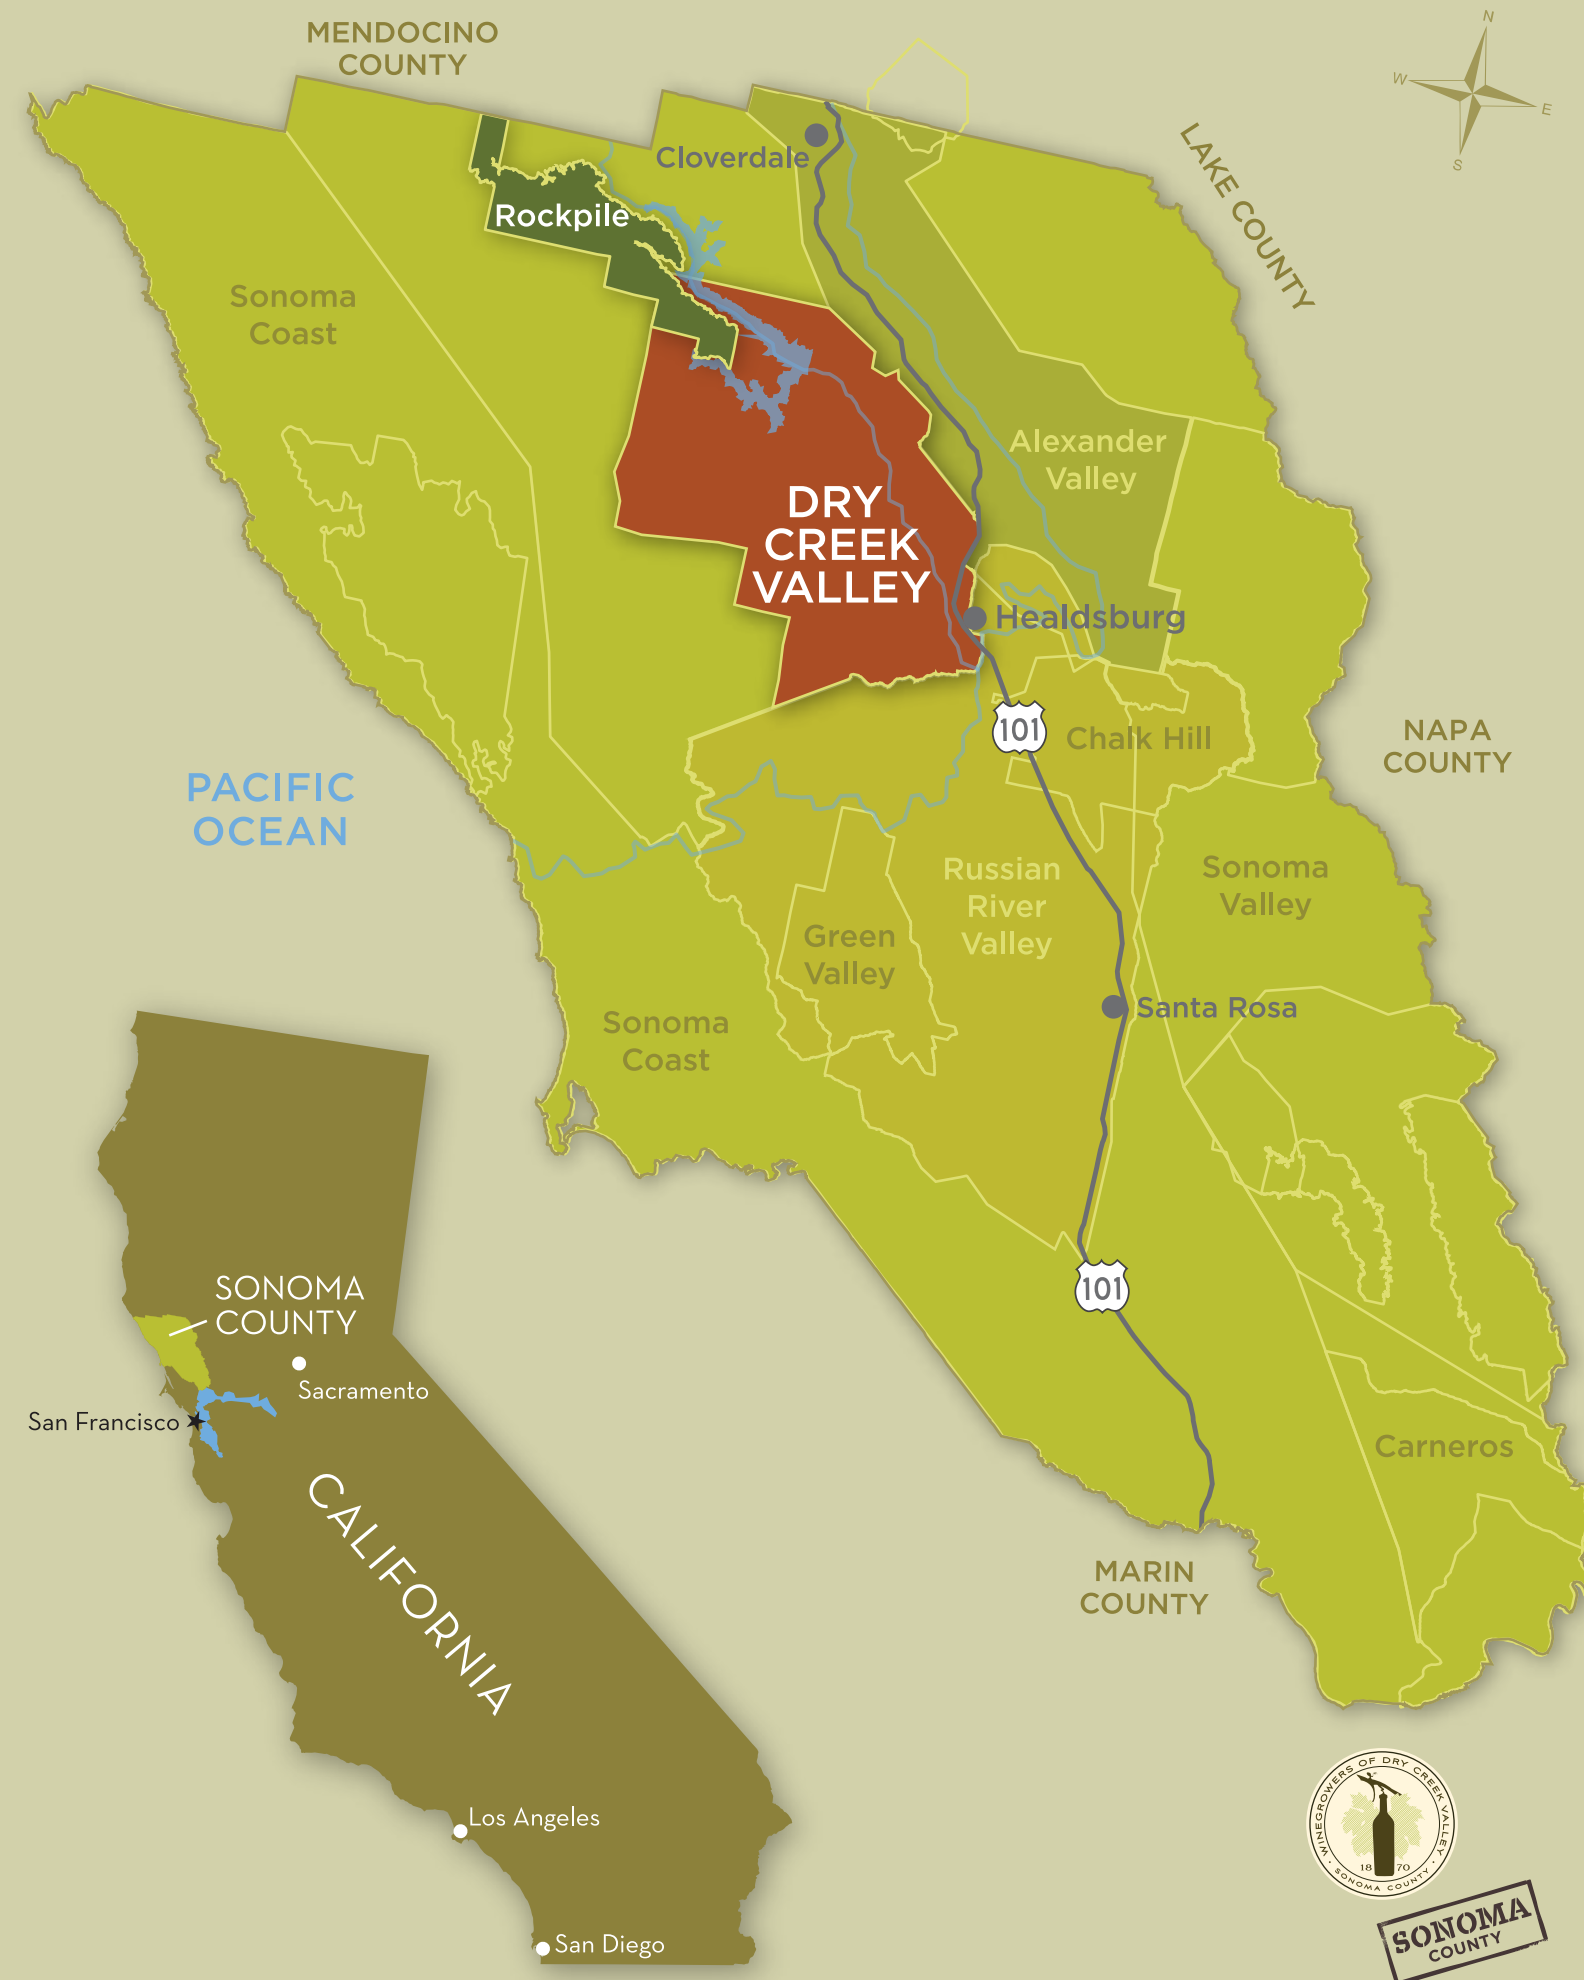 MENDOCINO
COUNTY
N
W
E
S
LAKE COUNTY
Cloverdale
Rockpile
Sonoma
Coast
Alexander
Valley
DRY
CREEK
VALLEY
Healdsburg
101
Chalk Hill
NAPA
COUNTY
PACIFIC
OCEAN
Russian
River
Valley
Sonoma
Valley
Green
Valley
Santa Rosa
Sonoma
Coast
101
SONOMA
COUNTY
Sacramento
San Francisco
Carneros
CALIFORNIA
MARIN
COUNTY
Los Angeles
San Diego
WINEGROWERS OF DRY CREEK VALLEY
18 70
SONOMA COUNTY
SONOMA
COUNTY